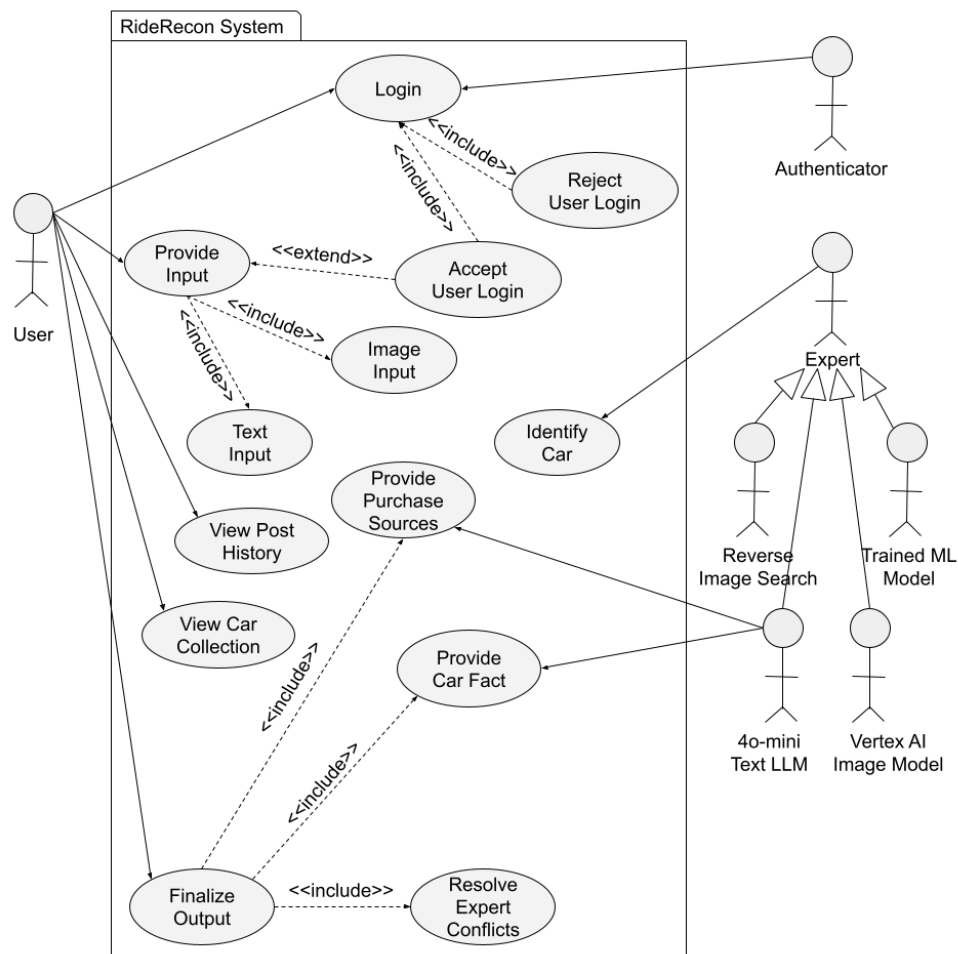 RideRecon System
Login
Authenticator
<<include>>
<<include>>
Reject
User Login
User
Provide
Input
<<extend>>
Accept
User Login
<<include>>
<<include>>
Image
Input
Expert
Text
Input
Identify
Car
Provide
Purchase
Sources
View Post
History
Reverse
Image Search
Trained ML
Model
View Car
Collection
<<include>>
Provide
Car Fact
<<include>>
4o-mini
Text LLM
Vertex AI
Image Model
Finalize
Output
<<include>>
Resolve
Expert
Conflicts